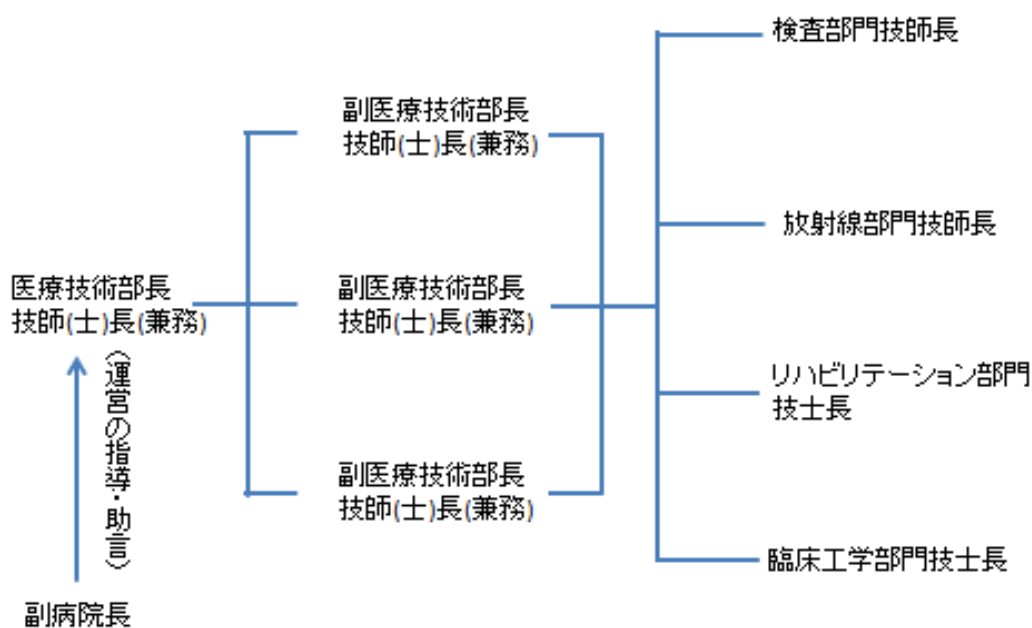 検査部門技師長
副医療技術部長
技師(士)長(兼務)
放射線部門技師長
医療技術部長
技師(士)長(兼務)
副医療技術部長
技師(士)長(兼務)
リハビリテーション部門
技士長
(運営の指導・助言)
副医療技術部長
技師(士)長(兼務)
臨床工学部門技士長
副病院長